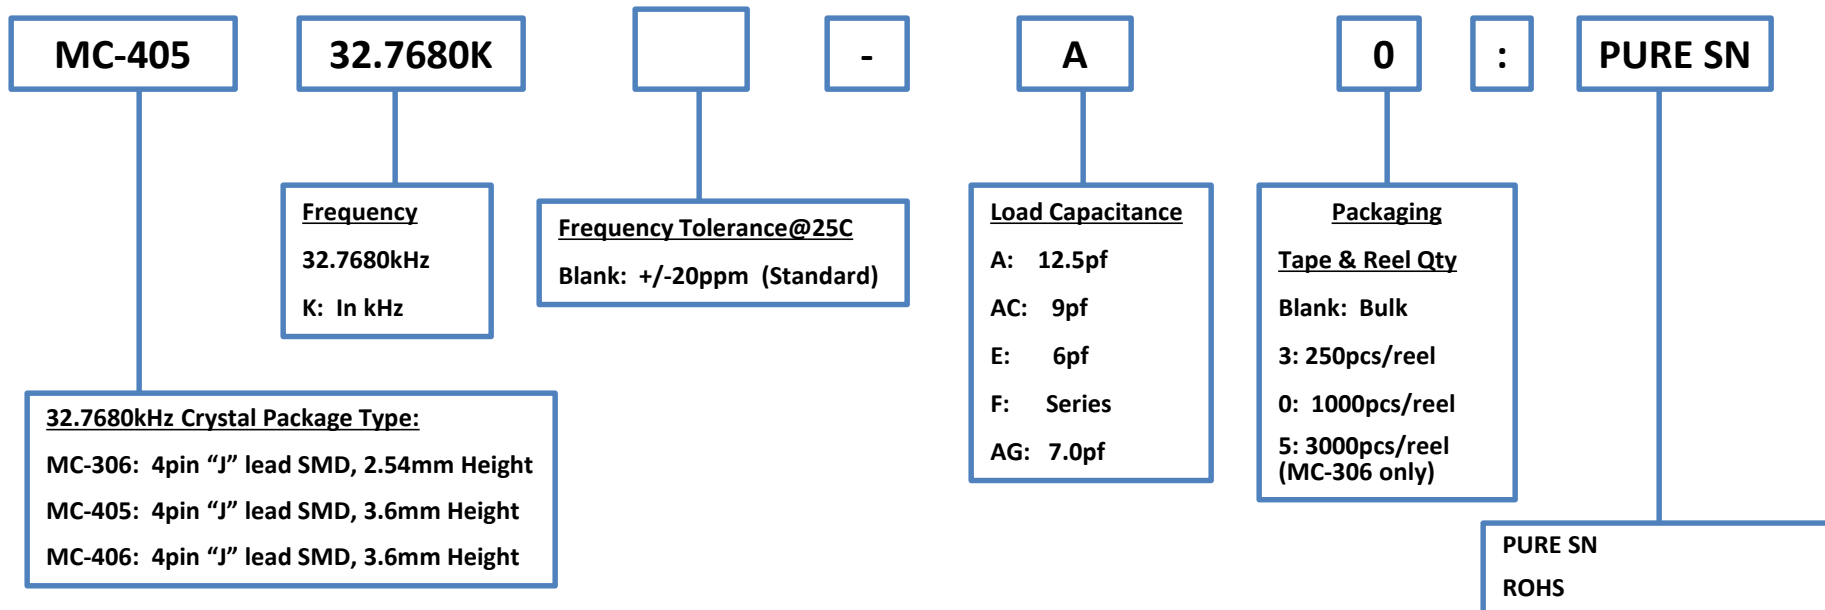 MC-405 32.7680K - A 0 : PURE SN
Frequency
32.7680kHz
K: In kHz
Frequency Tolerance@25C
Blank: +/-20ppm (Standard)
Load Capacitance
A: 12.5pf
AC: 9pf
E: 6pf
F: Series
AG: 7.0pf
Packaging
Tape & Reel Qty
Blank: Bulk
3: 250pcs/reel
0: 1000pcs/reel
5: 3000pcs/reel
(MC-306 only)
32.7680kHz Crystal Package Type:
MC-306: 4pin “J” lead SMD, 2.54mm Height
MC-405: 4pin “J” lead SMD, 3.6mm Height
MC-406: 4pin “J” lead SMD, 3.6mm Height
PURE SN
ROHS